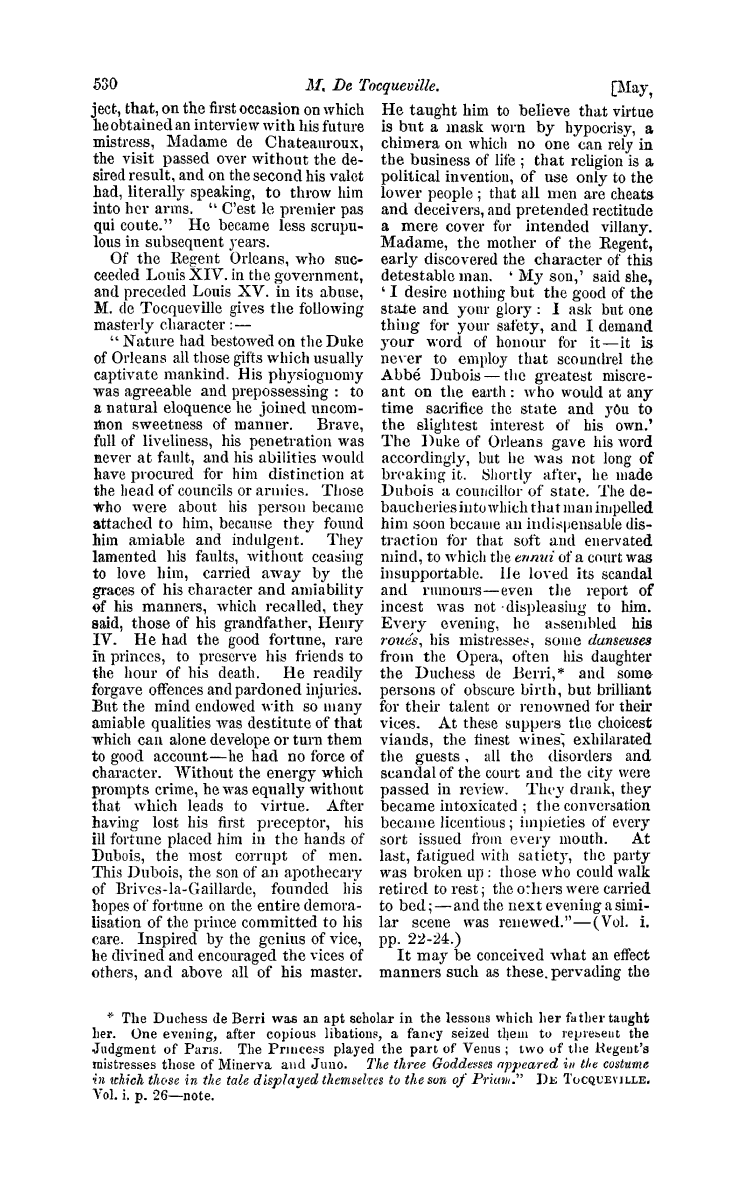 530
M. De Tocqueville.
[May,
ject, that, on the first occasion on which
he obtained an interview with his future
mistress, Madame de Chateauroux,
the visit passed over without the de-
sired result, and on the second his valet
had, literally speaking, to throw him
into her arms. “ C'est le premier pas
qui coute.” He became less scrupu-
lous in subsequent years.
Of the Regent Orleans, who suc-
ceeded Louis XIV. in the government,
and preceded Louis XV. in its abuse,
M. de Tocqueville gives the following
masterly character :—
“ Nature had bestowed on the Duke
of Orleans all those gifts which usually
captivate mankind. His physiognomy
was agreeable and prepossessing : to
a natural eloquence he joined uncom-
mon sweetness of manner. Brave,
full of liveliness, his penetration was
never at fault, and his abilities would
have procured for him distinction at
the head of councils or armies. Those
who were about his person became
attached to him, because they found
him amiable and indulgent. They
lamented his faults, without ceasing
to love him, carried away by the
graces of his character and amiability
of his manners, which recalled, they
said, those of his grandfather, Henry
IV. He had the good fortune, rare
in princes, to preserve his friends to
the hour of his death. He readily
forgave offences and pardoned injuries.
But the mind endowed with so many
amiable qualities was destitute of that
which can alone develope or turn them
to good account—he had no force of
character. Without the energy which
prompts crime, he was equally without
that which leads to virtue. After
having lost his first preceptor, his
ill fortune placed him in the hands of
Dubois, the most corrupt of men.
This Dubois, the son of an apothecary
of Brives-la-Gaillarde, founded his
hopes of fortune on the entire demora-
lisation of the prince committed to his
care. Inspired by the genius of vice,
he divined and encouraged the vices of
others, and above all of his master.
He taught him to believe that virtue
is but a mask worn by hypocrisy, a
chimera on which no one can rely in
the business of life ; that religion is a
political invention, of use only to the
lower people ; that all men are cheats
and deceivers, and pretended rectitude
a mere cover for intended villany.
Madame, the mother of the Regent,
early discovered the character of this
detestable man. ‘ My son,’ said she,
‘ I desire nothing but the good of the
state and your glory : I ask but one
thing for your safety, and I demand
your word of honour for it—it is
never to employ that scoundrel the
Abbé Dubois — the greatest miscre-
ant on the earth : who would at any
time sacrifice the state and you to
the slightest interest of his own.’
The Duke of Orleans gave his word
accordingly, but he was not long of
breaking it. Shortly after, he made
Dubois a councillor of state. The de-
baucheries into which that man impelled
him soon became an indispensable dis-
traction for that soft and enervated
mind, to which the ennui of a court was
insupportable. He loved its scandal
and rumours—even the report of
incest was not displeasing to him.
Every evening, he assembled his
roués, his mistresses, some danseuses
from the Opera, often his daughter
the Duchess de Berri,* and some
persons of obscure birth, but brilliant
for their talent or renowned for their
vices. At these suppers the choicest
viands, the finest wines, exhilarated
the guests , all the disorders and
scandal of the court and the city were
passed in review. They drank, they
became intoxicated ; the conversation
became licentious ; impieties of every
sort issued from every mouth. At
last, fatigued with satiety, the party
was broken up : those who could walk
retired to rest ; the others were carried
to bed ;—and the next evening a simi-
lar scene was renewed.”—(Vol. i.
pp. 22-24.)
It may be conceived what an effect
manners such as these, pervading the
* The Duchess de Berri was an apt scholar in the lessons which her father taught
her. One evening, after copious libations, a fancy seized them to represent the
Judgment of Paris. The Princess played the part of Venus ; two of the Regent's
mistresses those of Minerva and Juno. The three Goddesses appeared in the costume
in which those in the tale displayed themselves to the son of Priam.” DE TOCQUEVILLE.
Vol. i. p. 26—note.